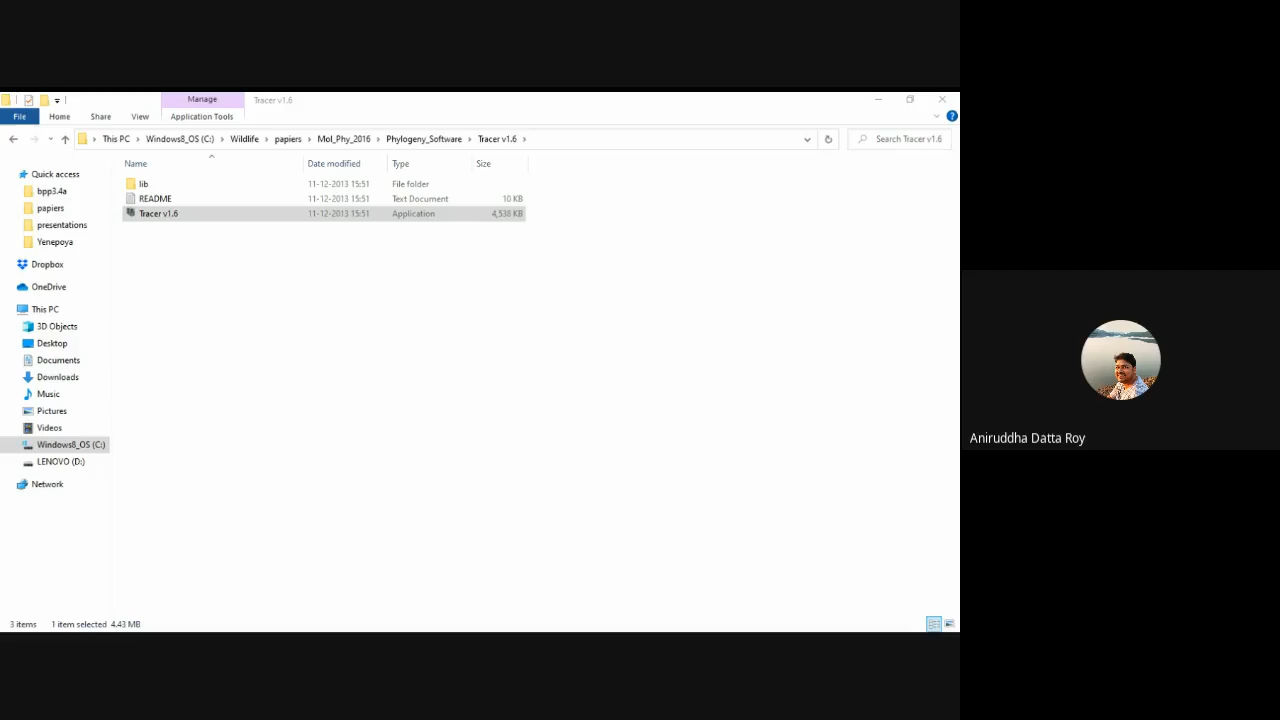 Manage
Tracer v1.6
File
Home
Share
View
Application Tools
This PC
Windows8_OS (C:)
Wildlife
papiers
Mol_Phy_2016
Phylogeny_Software
Tracer v1.6
Search Tracer v1.6
Name
Date modified
Type
Size
lib
11-12-2013 15:51
File folder
README
11-12-2013 15:51
Text Document
10 KB
Tracer v1.6
11-12-2013 15:51
Application
4,538 KB
Quick access
bpp3.4a
papiers
presentations
Yenepoya
Dropbox
OneDrive
This PC
3D Objects
Desktop
Documents
Downloads
Music
Pictures
Videos
Windows8_OS (C:)
LENOVO (D:)
Network
3 items
1 item selected 4.43 MB
Aniruddha Datta Roy